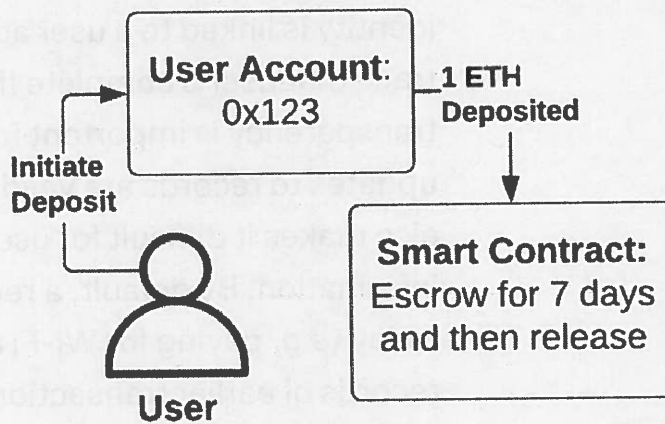 User Account:
0x123
1 ETH
Deposited
Initiate
Deposit
Smart Contract:
Escrow for 7 days
and then release
User